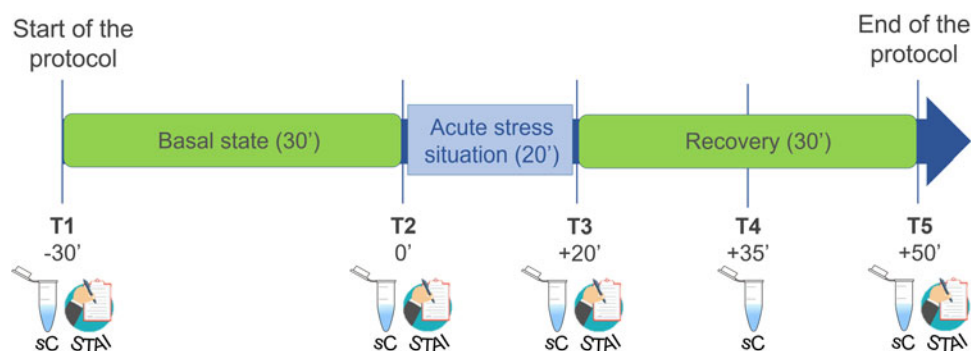 Start of the
protocol
End of the
protocol
Basal state (30’)
Acute stress
situation (20’)
Recovery (30’)
T1
-30’
T2
0’
T3
+20’
T4
+35’
T5
+50’
sC STAI
sC STAI
sC STAI
sC
sC STAI